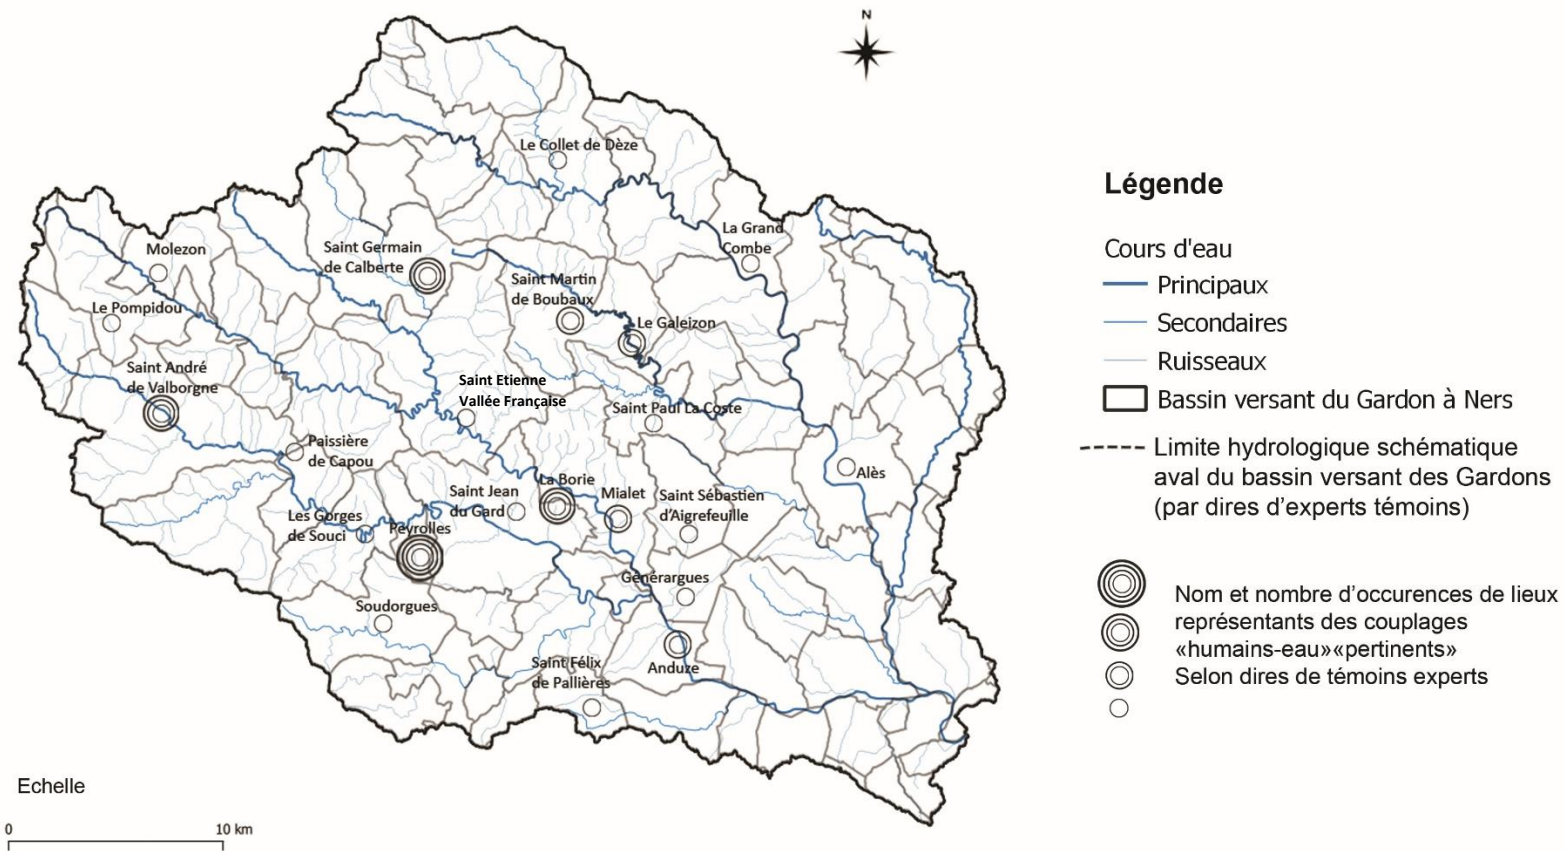 N
Le Collet de Dèze
La Grand
Combe
Molezon
Saint Germain
de Calberte
Saint Martin
de Boubaux
Le Pompidou
Le Galeizon
Saint André
de Valborgne
Saint Etienne
Vallée Française
Saint Paul La Coste
Paissière
de Capou
Alès
La Borie
Saint Jean
du Gard
Mialet
Saint Sébastien
d'Aigrefeuille
Les Gorges
de Souci
Peyrolles
Générargues
Soudorgues
Saint Félix
de Pallières
Anduze
Echelle
0 10 km
Légende
Cours d'eau
Principaux
Secondaires
Ruisseaux
Bassin versant du Gardon à Ners
Limite hydrologique schématique
aval du bassin versant des Gardons
(par dires d'experts témoins)
Nom et nombre d'occurences de lieux
représentants des couplages
«humains-eau»«pertinents»
Selon dires de témoins experts